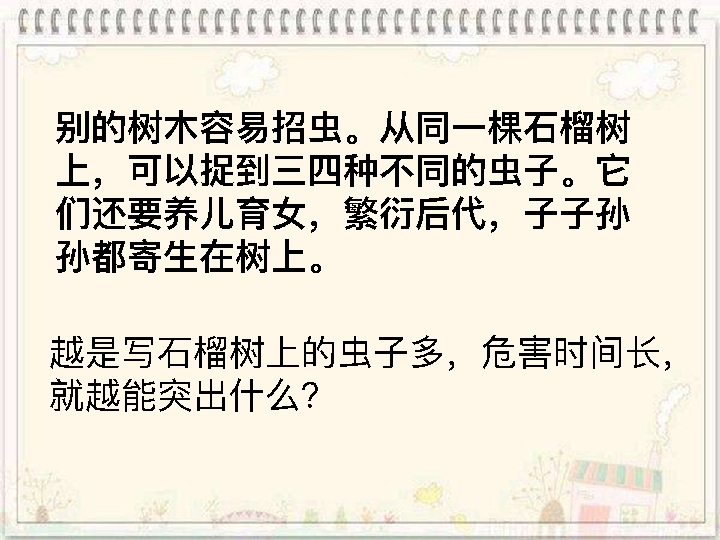 别的树木容易招虫。从同一棵石榴树
上，可以捉到三四种不同的虫子。它
们还要养儿育女，繁衍后代，子子孙
孙都寄生在树上。
越是写石榴树上的虫子多，危害时间长，
就越能突出什么？